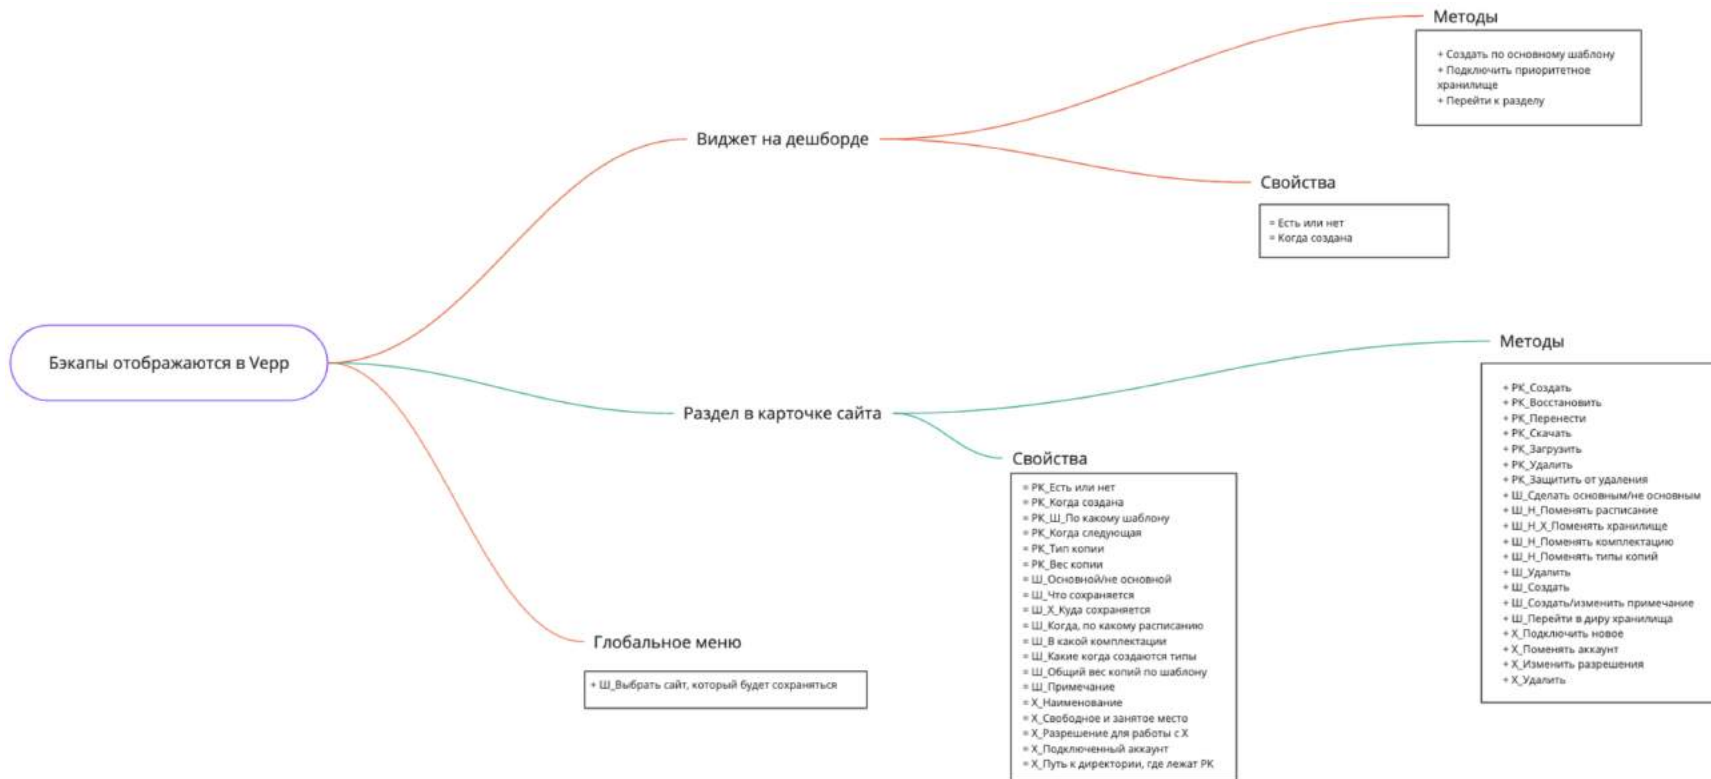 Бэкапы отображаются в Vepp
Виджет на дешборде
Методы
+ Создать по основному шаблону
+ Подключить приоритетное
хранилище
+ Перейти к разделу
Свойства
= Есть или нет
= Когда создана
Раздел в карточке сайта
Методы
+ РК_Создать
+ РК_Восстановить
+ РК_Перенести
+ РК_Скачать
+ РК_Загрузить
+ РК_Удалить
+ РК_Защитить от удаления
+ Ш_Сделать основным/не основным
+ Ш_Н_Поменять расписание
+ Ш_Н_Х_Поменять хранилище
+ Ш_Н_Поменять комплектацию
+ Ш_Н_Поменять типы копий
+ Ш_Удалить
+ Ш_Создать
+ Ш_Создать/изменить примечание
+ Ш_Перейти в диру хранилища
+ Х_Подключить новое
+ Х_Поменять аккаунт
+ Х_Изменить разрешения
+ Х_Удалить
Свойства
= РК_Есть или нет
= РК_Когда создана
= РК_Ш_По какому шаблону
= РК_Когда следующая
= РК_Тип копии
= РК_Вес копии
= Ш_Основной/не основной
= Ш_Что сохраняется
= Ш_Х_Куда сохраняется
= Ш_Когда, по какому расписанию
= Ш_В какой комплектации
= Ш_Какие когда создаются типы
= Ш_Общий вес копий по шаблону
= Ш_Примечание
= Х_Наименование
= Х_Свободное и занятое место
= Х_Разрешение для работы с Х
= Х_Подключенный аккаунт
= Х_Путь к директории, где лежат РК
Глобальное меню
+ Ш_Выбрать сайт, который будет сохраняться